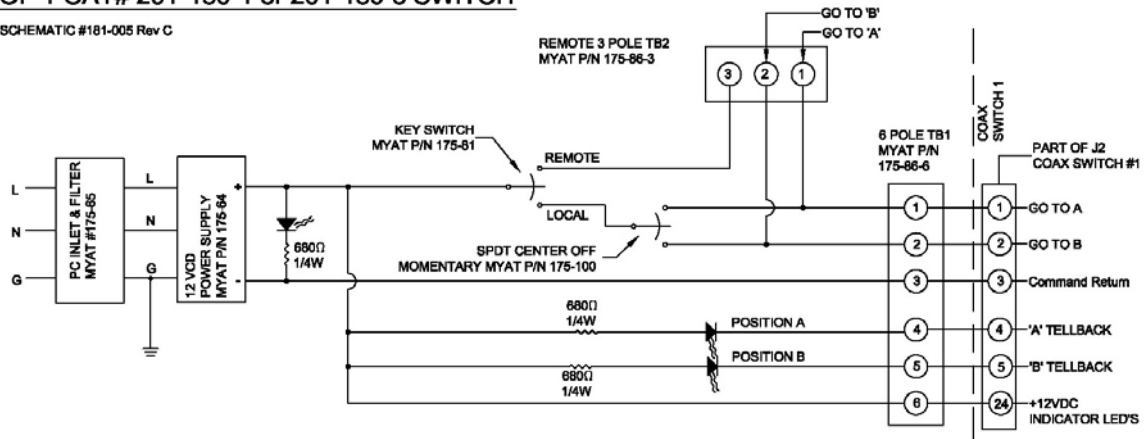 SCHEMATIC #181-005 Rev C
GO TO 'B'
GO TO 'A'
REMOTE 3 POLE TB2
MYAT P/N 175-86-3
3
2
1
KEY SWITCH
MYAT P/N 175-81
REMOTE
LOCAL
6 POLE TB1
MYAT P/N
175-86-6
COAX
SWITCH 1
PART OF J2
COAX SWITCH #1
L
N
G
PC INLET & FILTER
MYAT #175-65
L
N
G
12 VCD
POWER SUPPLY
MYAT P/N 175-64
+
-
680Ω
1/4W
SPDT CENTER OFF
MOMENTARY MYAT P/N 175-100
1
1
GO TO A
2
2
GO TO B
3
3
Command Return
680Ω
1/4W
POSITION A
4
4
'A' TELLBACK
POSITION B
680Ω
1/4W
5
5
'B' TELLBACK
6
24
+12VDC
INDICATOR LED'S